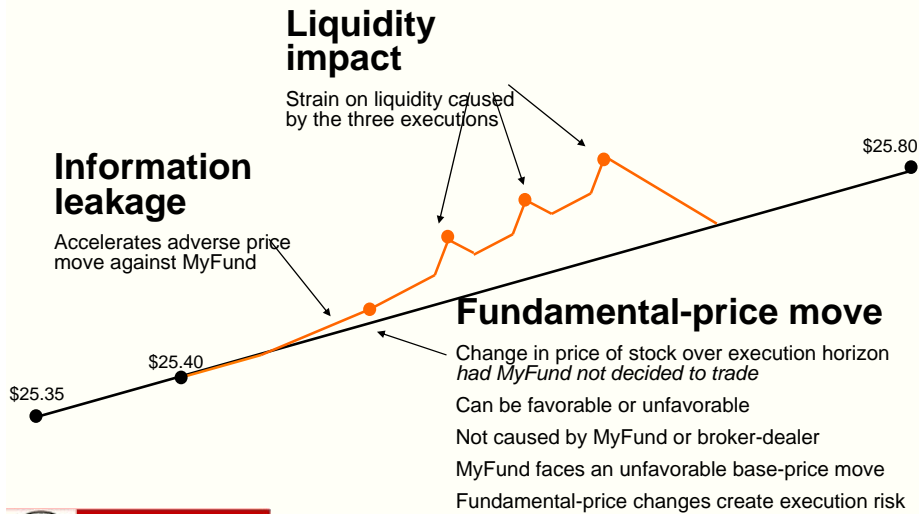 Liquidity
impact
Strain on liquidity caused
by the three executions
$25.80
Information
leakage
Accelerates adverse price
move against MyFund
Fundamental-price move
Change in price of stock over execution horizon
had MyFund not decided to trade
Can be favorable or unfavorable
Not caused by MyFund or broker-dealer
MyFund faces an unfavorable base-price move
Fundamental-price changes create execution risk
$25.40
$25.35